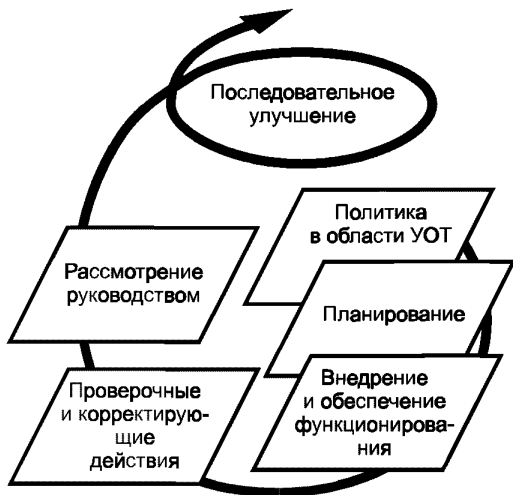 Последовательное
улучшение
Политика
в области УОТ
Рассмотрение
руководством
Планирование
Проверочные
и корректирую-
щие
действия
Внедрение
и обеспечение
функционирова-
ния